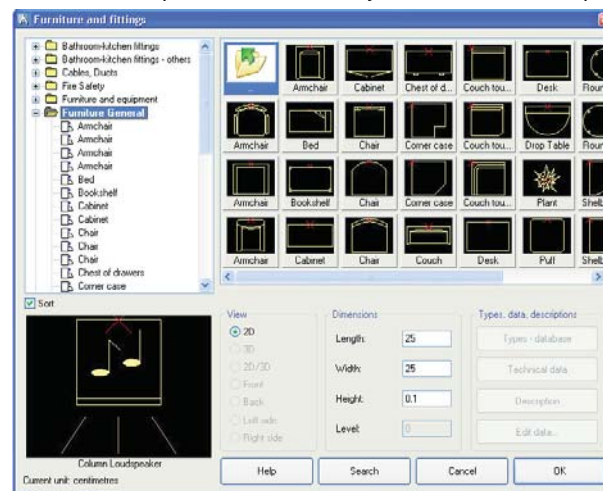 Furniture and fittings
Bathroom-kitchen fittings
Bathroom-kitchen fittings - others
Cables, Ducts
Fire Safety
Furniture and equipment
Furniture General
Armchair
Armchair
Armchair
Armchair
Bed
Bookshelf
Cabinet
Cabinet
Chair
Chair
Chair
Chest of drawers
Corner case
..
Armchair
Cabinet
Chest of d...
Couch tou...
Desk
Armchair
Bed
Chair
Corner case
Couch tou...
Drop Table
Armchair
Bookshelf
Chair
Corner case
Couch tou...
Plant
Armchair
Cabinet
Chair
Couch
Desk
Puff
Sort
View
2D
3D
2D/3D
Front
Back
Left side
Right side
Dimensions
Length: 25
Width: 25
Height: 0.1
Level: 0
Types, data, descriptions
Types - database
Technical data
Description
Edit data...
Column Loudspeaker
Current unit: centimetres
Help
Search
Cancel
OK